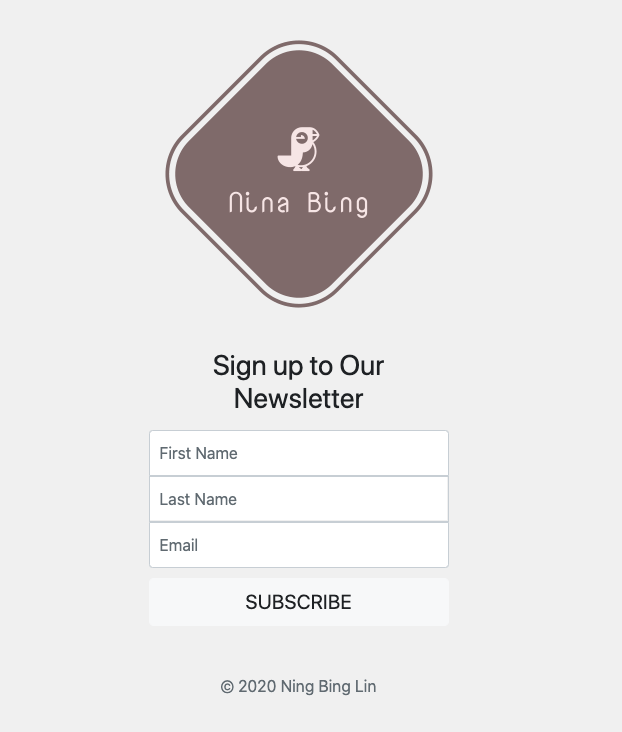 Nina Bing
Sign up to Our
Newsletter
First Name
Last Name
Email
SUBSCRIBE
© 2020 Ning Bing Lin